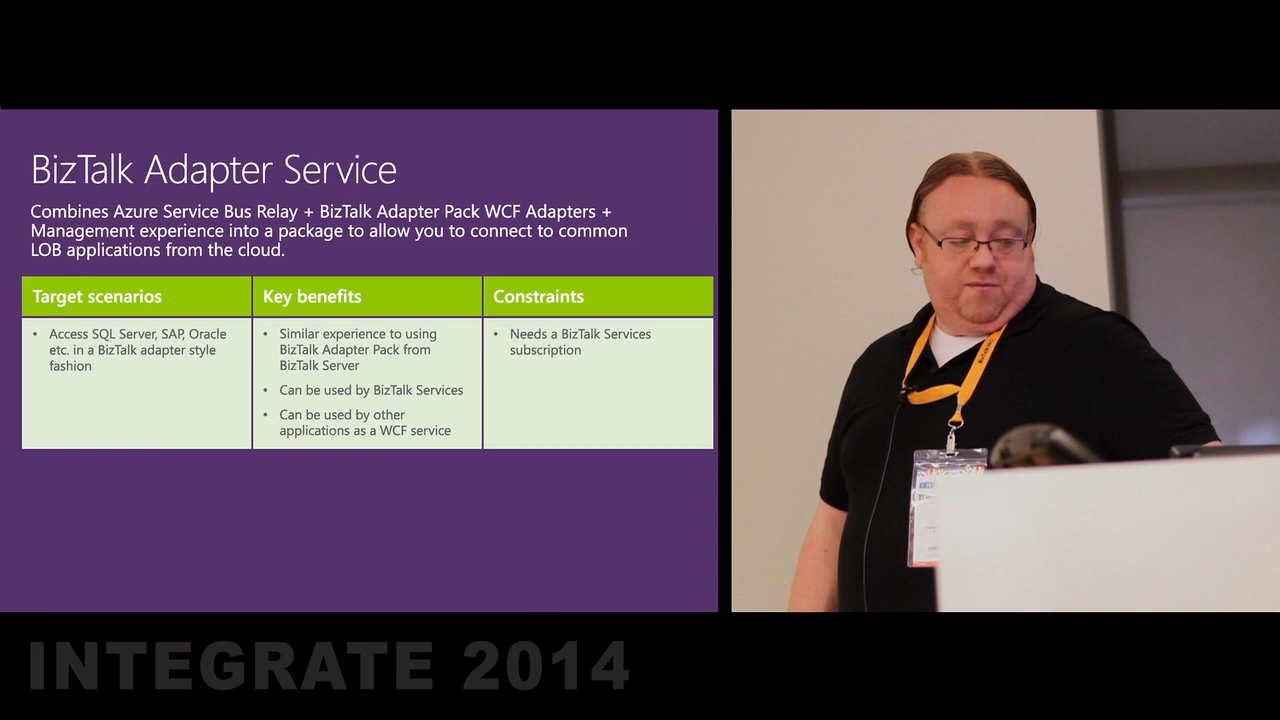 BizTalk Adapter Service
Combines Azure Service Bus Relay + BizTalk Adapter Pack WCF Adapters +
Management experience into a package to allow you to connect to common
LOB applications from the cloud.
Target scenarios
Key benefits
Constraints
• Access SQL Server, SAP, Oracle
etc. in a BizTalk adapter style
fashion
• Similar experience to using
BizTalk Adapter Pack from
BizTalk Server
• Can be used by BizTalk Services
• Can be used by other
applications as a WCF service
• Needs a BizTalk Services
subscription
INTEGRATE 2014